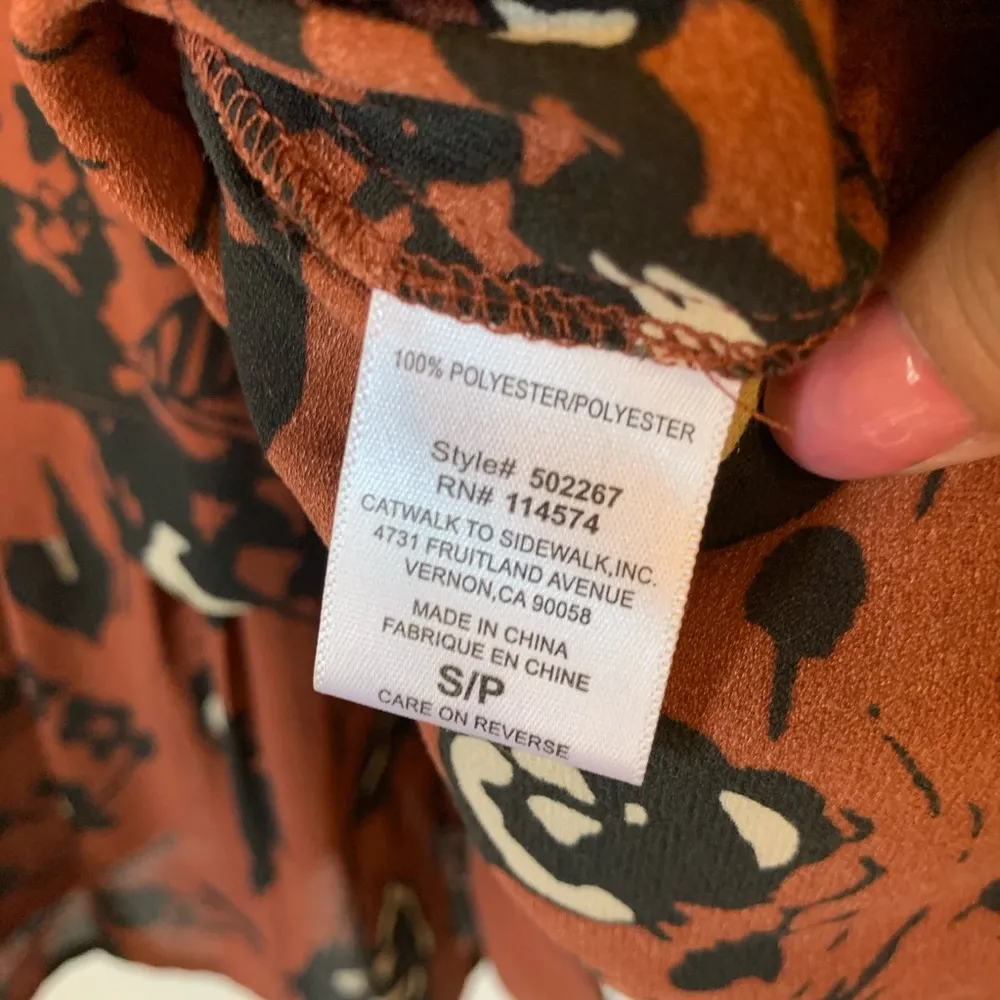 100% POLYESTER/POLYESTER
Style# 502267
RN# 114574
CATWALK TO SIDEWALK,INC.
4731 FRUITLAND AVENUE
VERNON,CA 90058
MADE IN CHINA
FABRIQUE EN CHINE
S/P
CARE ON REVERSE